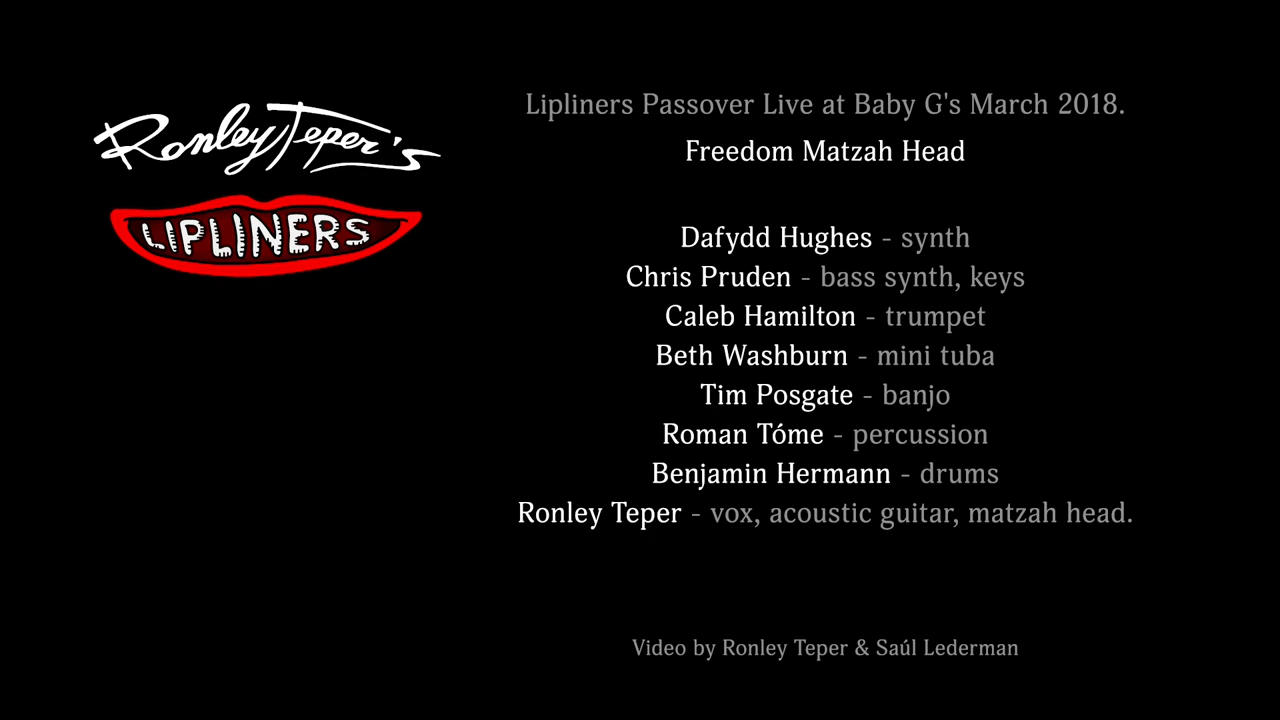 Ronley Teper's
LIPLINERS
Lipliners Passover Live at Baby G's March 2018.
Freedom Matzah Head
Dafydd Hughes - synth
Chris Pruden - bass synth, keys
Caleb Hamilton - trumpet
Beth Washburn - mini tuba
Tim Posgate - banjo
Roman Tóme - percussion
Benjamin Hermann - drums
Ronley Teper - vox, acoustic guitar, matzah head.
Video by Ronley Teper & Saúl Lederman